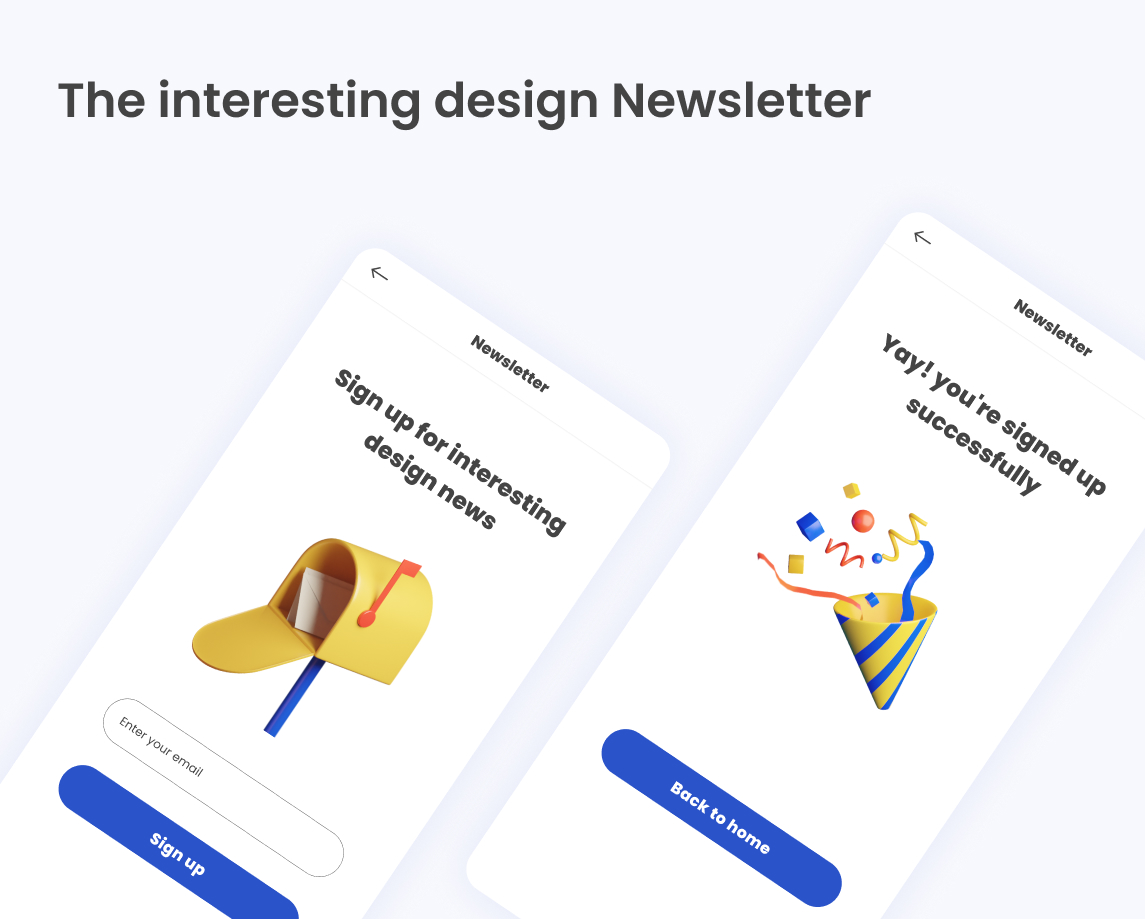 The interesting design Newsletter
Newsletter
Sign up for interesting
design news
Enter your email
Sign up
Newsletter
Yay! you're signed up
successfully
Back to home